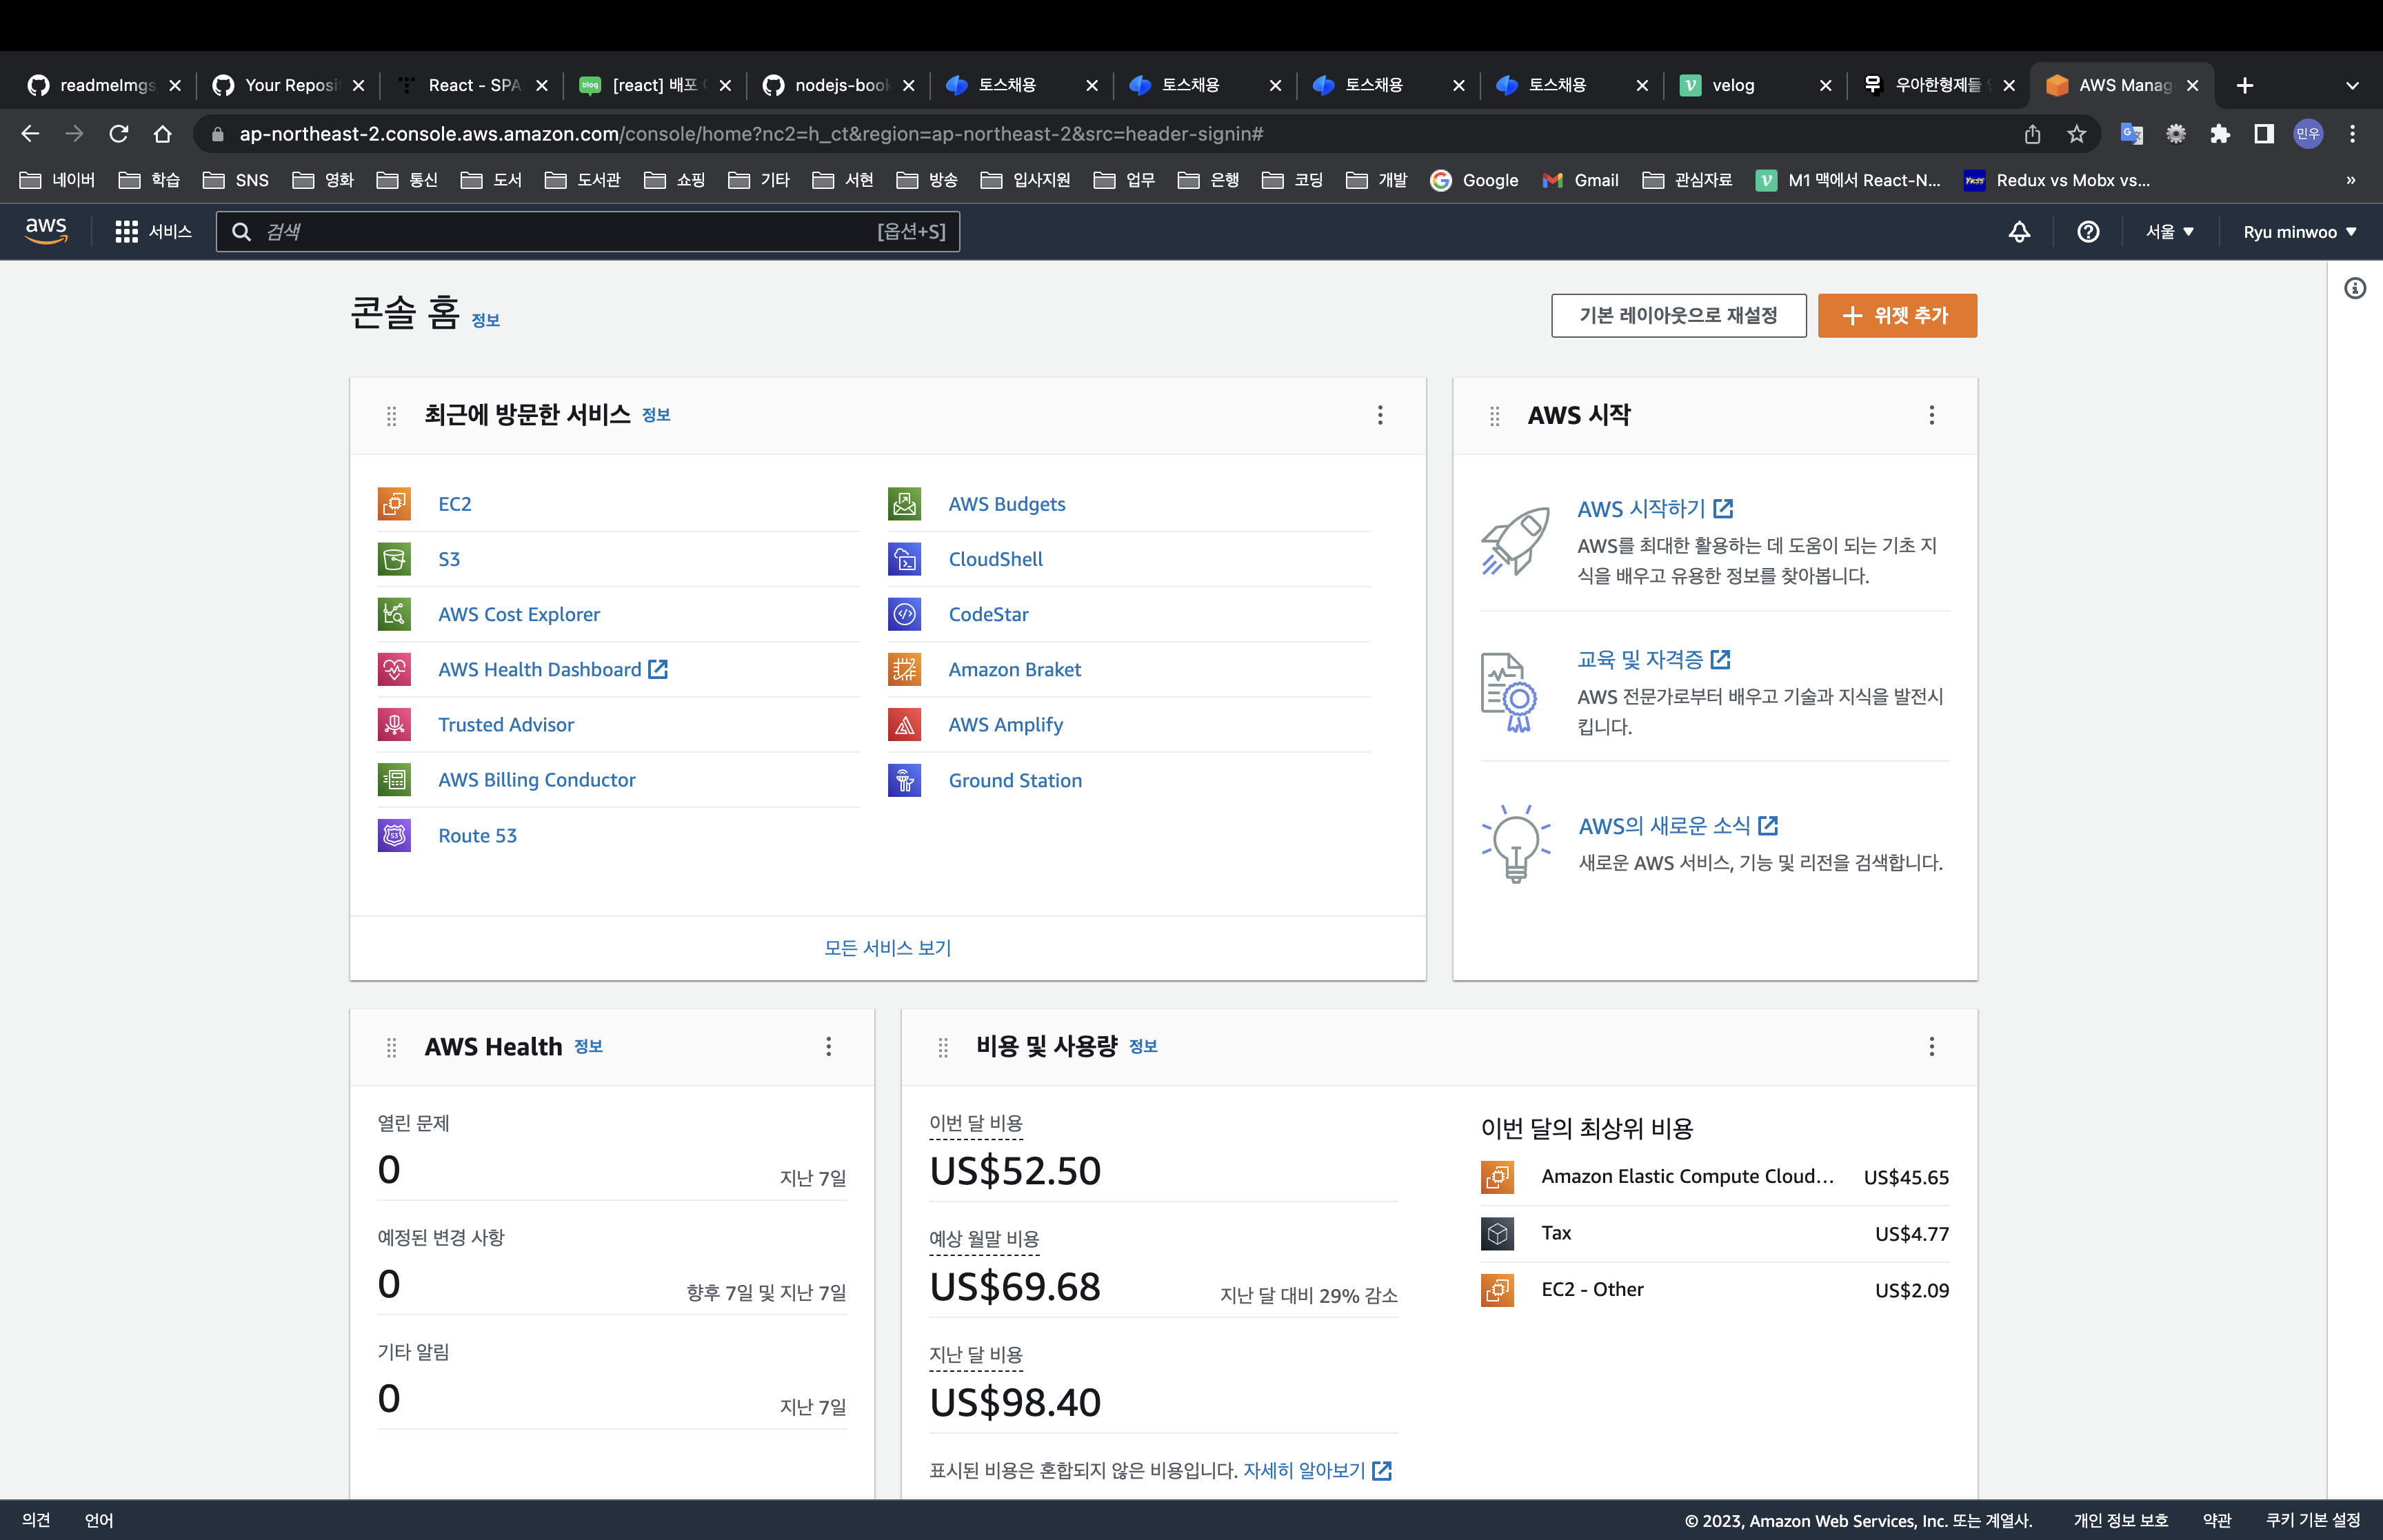 readmeImgs
Your Reposi
React - SPA
[react] 배포
nodejs-book
토스채용
토스채용
토스채용
토스채용
velog
우아한형제들
AWS Manag
ap-northeast-2.console.aws.amazon.com/console/home?nc2=h_ct&region=ap-northeast-2&src=header-signin#
민우
네이버 학습 SNS 영화 통신 도서 도서관 쇼핑 기타 서현 방송 입사지원 업무 은행 코딩 개발 Google Gmail 관심자료 M1 맥에서 React-N... Redux vs Mobx vs... »
aws 서비스 검색 [옵션+S] 서울 Ryu minwoo
콘솔 홈 정보
기본 레이아웃으로 재설정
위젯 추가
최근에 방문한 서비스 정보
EC2
S3
AWS Cost Explorer
AWS Health Dashboard
Trusted Advisor
AWS Billing Conductor
Route 53
AWS Budgets
CloudShell
CodeStar
Amazon Braket
AWS Amplify
Ground Station
모든 서비스 보기
AWS 시작
AWS 시작하기
AWS를 최대한 활용하는 데 도움이 되는 기초 지
식을 배우고 유용한 정보를 찾아봅니다.
교육 및 자격증
AWS 전문가로부터 배우고 기술과 지식을 발전시
킵니다.
AWS의 새로운 소식
새로운 AWS 서비스, 기능 및 리전을 검색합니다.
AWS Health 정보
열린 문제
0 지난 7일
예정된 변경 사항
0 향후 7일 및 지난 7일
기타 알림
0 지난 7일
비용 및 사용량 정보
이번 달 비용
US$52.50
예상 월말 비용
US$69.68 지난 달 대비 29% 감소
지난 달 비용
US$98.40
표시된 비용은 혼합되지 않은 비용입니다. 자세히 알아보기
이번 달의 최상위 비용
Amazon Elastic Compute Cloud... US$45.65
Tax US$4.77
EC2 - Other US$2.09
의견 언어 © 2023, Amazon Web Services, Inc. 또는 계열사. 개인 정보 보호 약관 쿠키 기본 설정